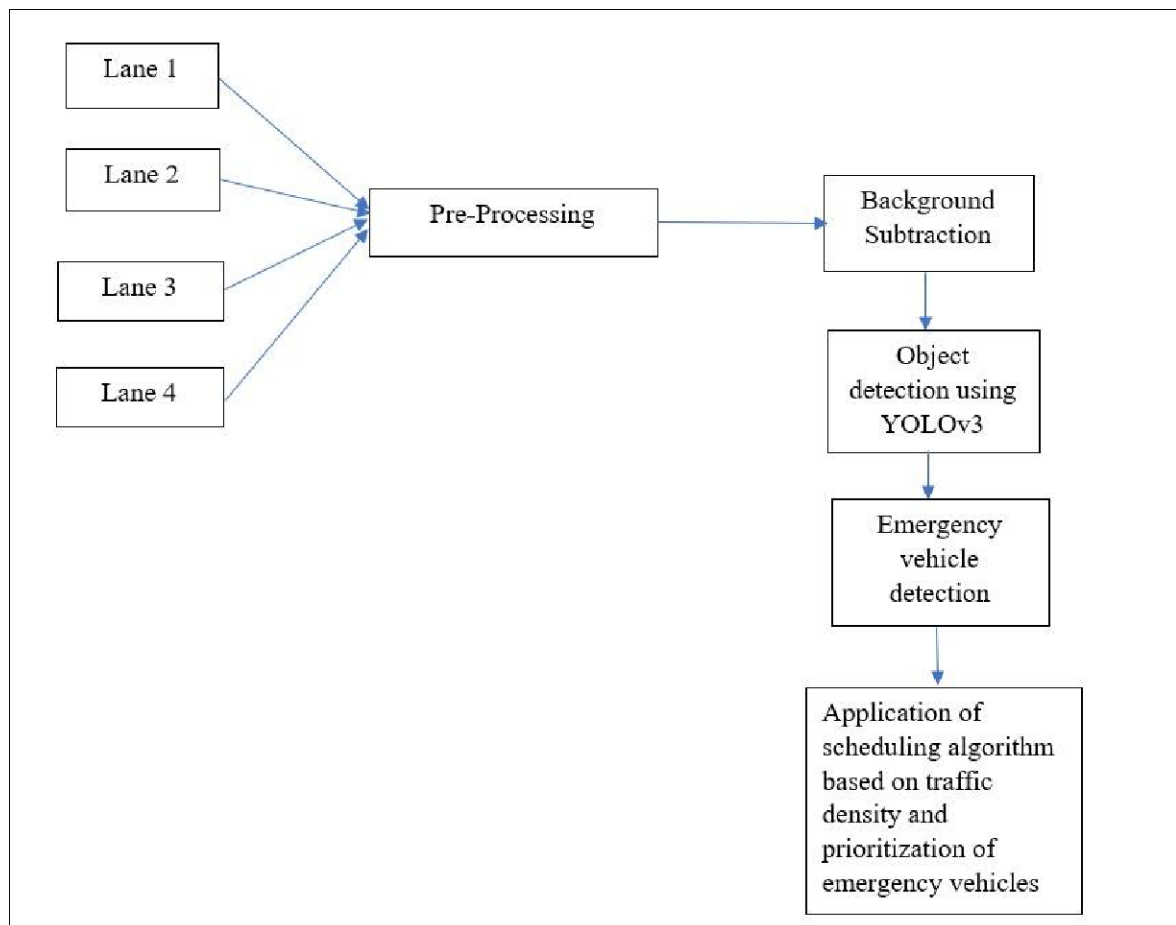 Lane 1
Lane 2
Lane 3
Lane 4
Pre-Processing
Background
Subtraction
Object
detection using
YOLOv3
Emergency
vehicle
detection
Application of
scheduling algorithm
based on traffic
density and
prioritization of
emergency vehicles